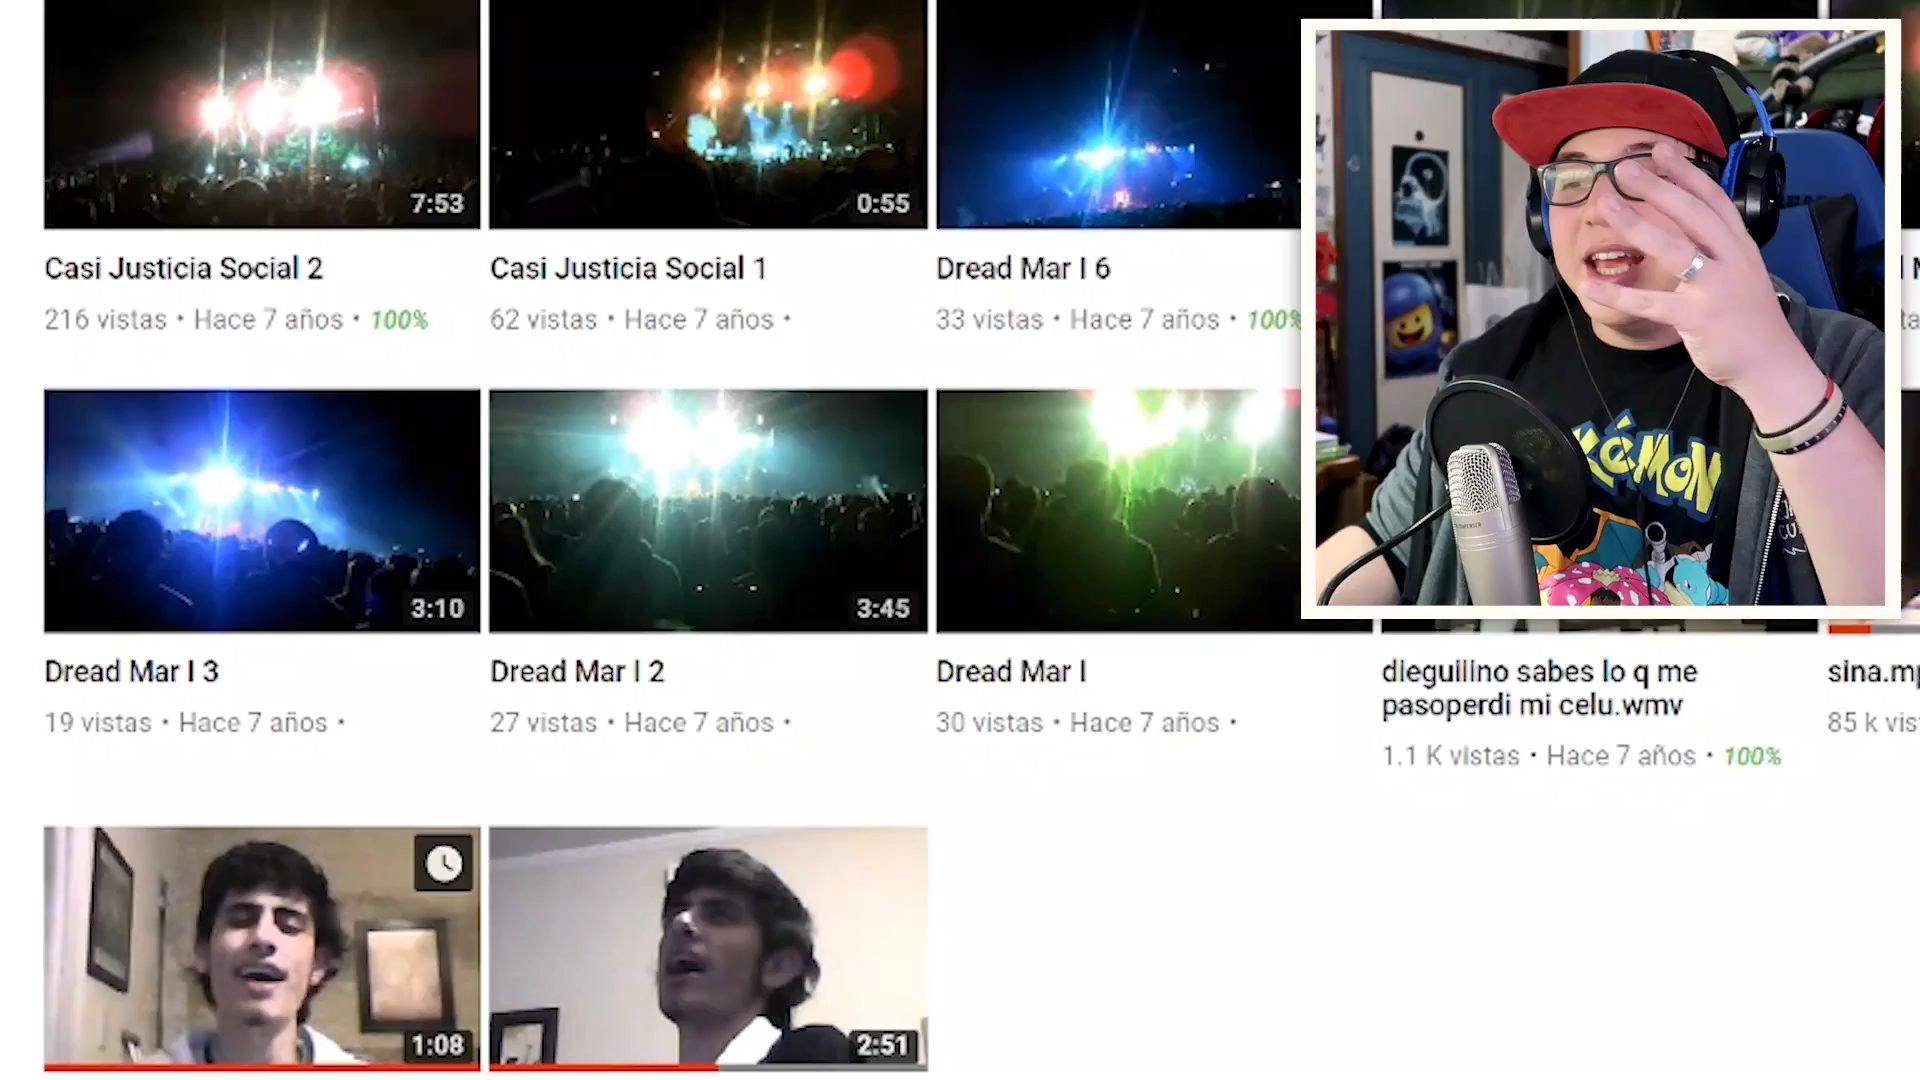 7:53
0:55
Casi Justicia Social 2
Casi Justicia Social 1
Dread Mar I 6
216 vistas • Hace 7 años • 100%
62 vistas • Hace 7 años •
33 vistas • Hace 7 años • 100%
KéMON
3:10
3:45
Dread Mar I 3
Dread Mar I 2
Dread Mar I
dieguiiino sabes lo q me
pasoperdi mi celu.wmv
sina.mp
19 vistas • Hace 7 años •
27 vistas • Hace 7 años •
30 vistas • Hace 7 años •
1.1 K vistas • Hace 7 años • 100%
85 k vis
1:08
2:51